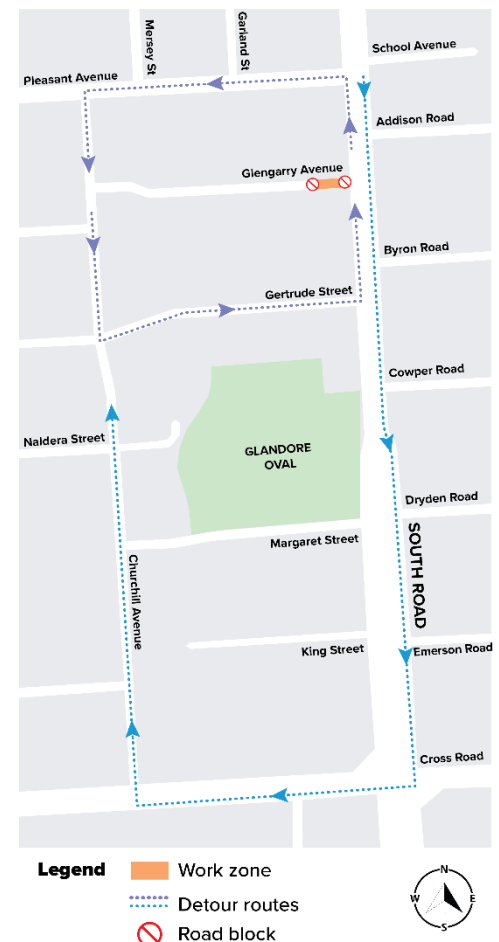 Mersey St
Garland St
School Avenue
Pleasant Avenue
Addison Road
Glengarry Avenue
Byron Road
Gertrude Street
Cowper Road
Naldera Street
GLANDORE
OVAL
Dryden Road
Margaret Street
SOUTH ROAD
Churchill Avenue
King Street
Emerson Road
Cross Road
Legend
Work zone
Detour routes
Road block
N
W
E
S